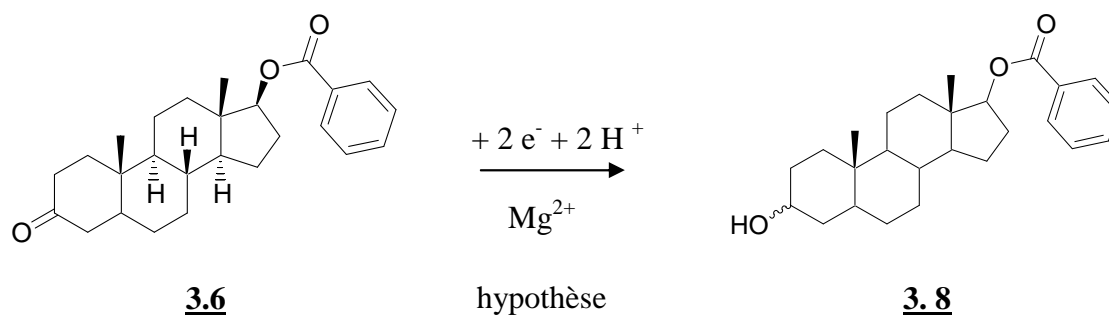 O
O
H
H
H
O
+ 2 e⁻ + 2 H ⁺
Mg²⁺
O
O
HO
3.6
hypothèse
3. 8